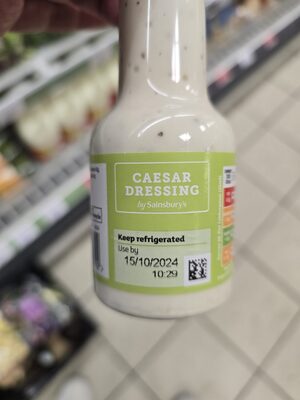 CAESAR
DRESSING
by Sainsbury's
Keep refrigerated
Use by
15/10/2024
10:29